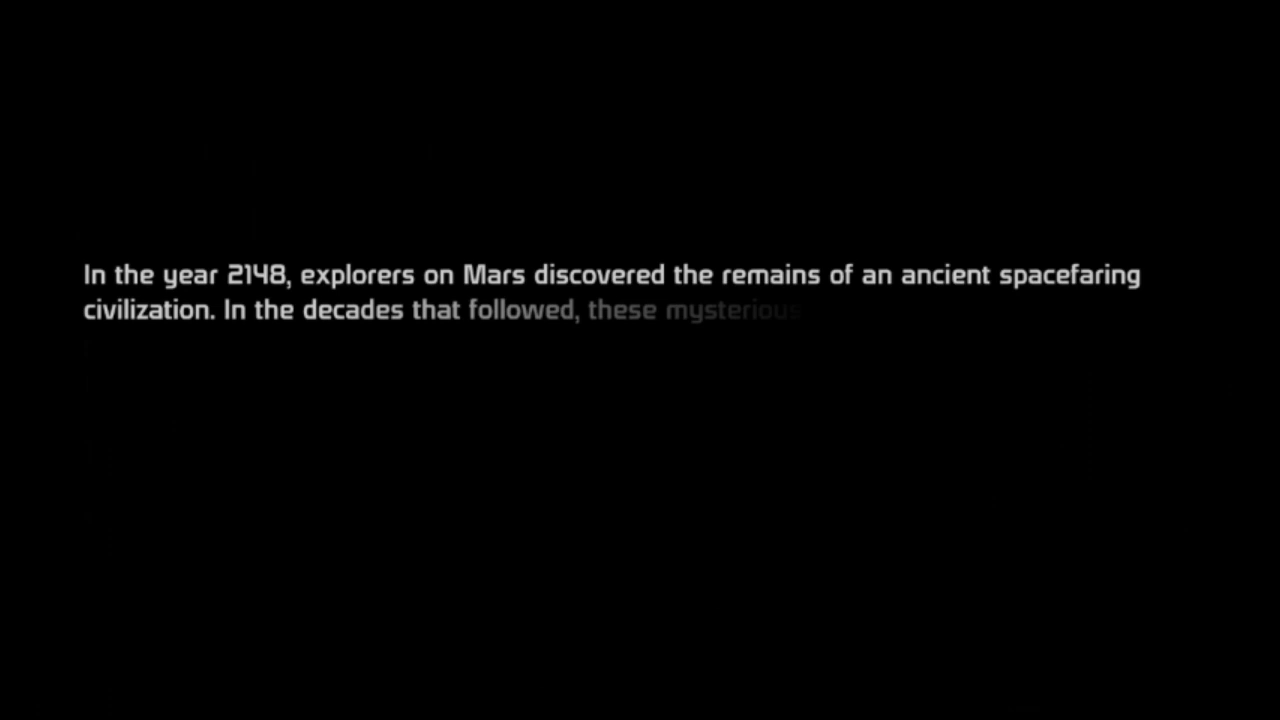 In the year 2148, explorers on Mars discovered the remains of an ancient spacefaring
civilization. In the decades that followed, these mysterious